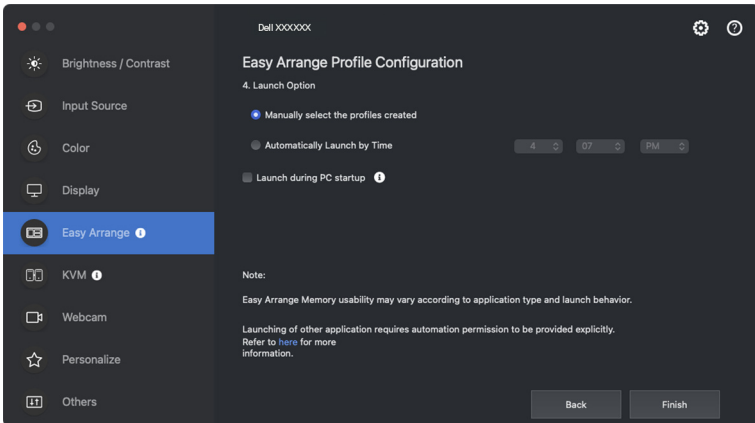 Dell XXXXXX
Brightness / Contrast
Input Source
Color
Display
Easy Arrange
KVM
Webcam
Personalize
Others
Easy Arrange Profile Configuration
4. Launch Option
Manually select the profiles created
Automatically Launch by Time
4 07 PM
Launch during PC startup
Note:
Easy Arrange Memory usability may vary according to application type and launch behavior.
Launching of other application requires automation permission to be provided explicitly.
Refer to here for more
information.
Back Finish